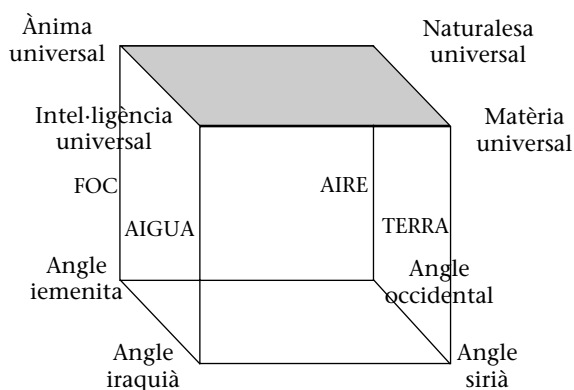 Ànima
universal
Naturalesa
universal
Intel·ligència
universal
Matèria
universal
FOC
AIRE
AIGUA
TERRA
Angle
iemenita
Angle
occidental
Angle
iraquià
Angle
sirià